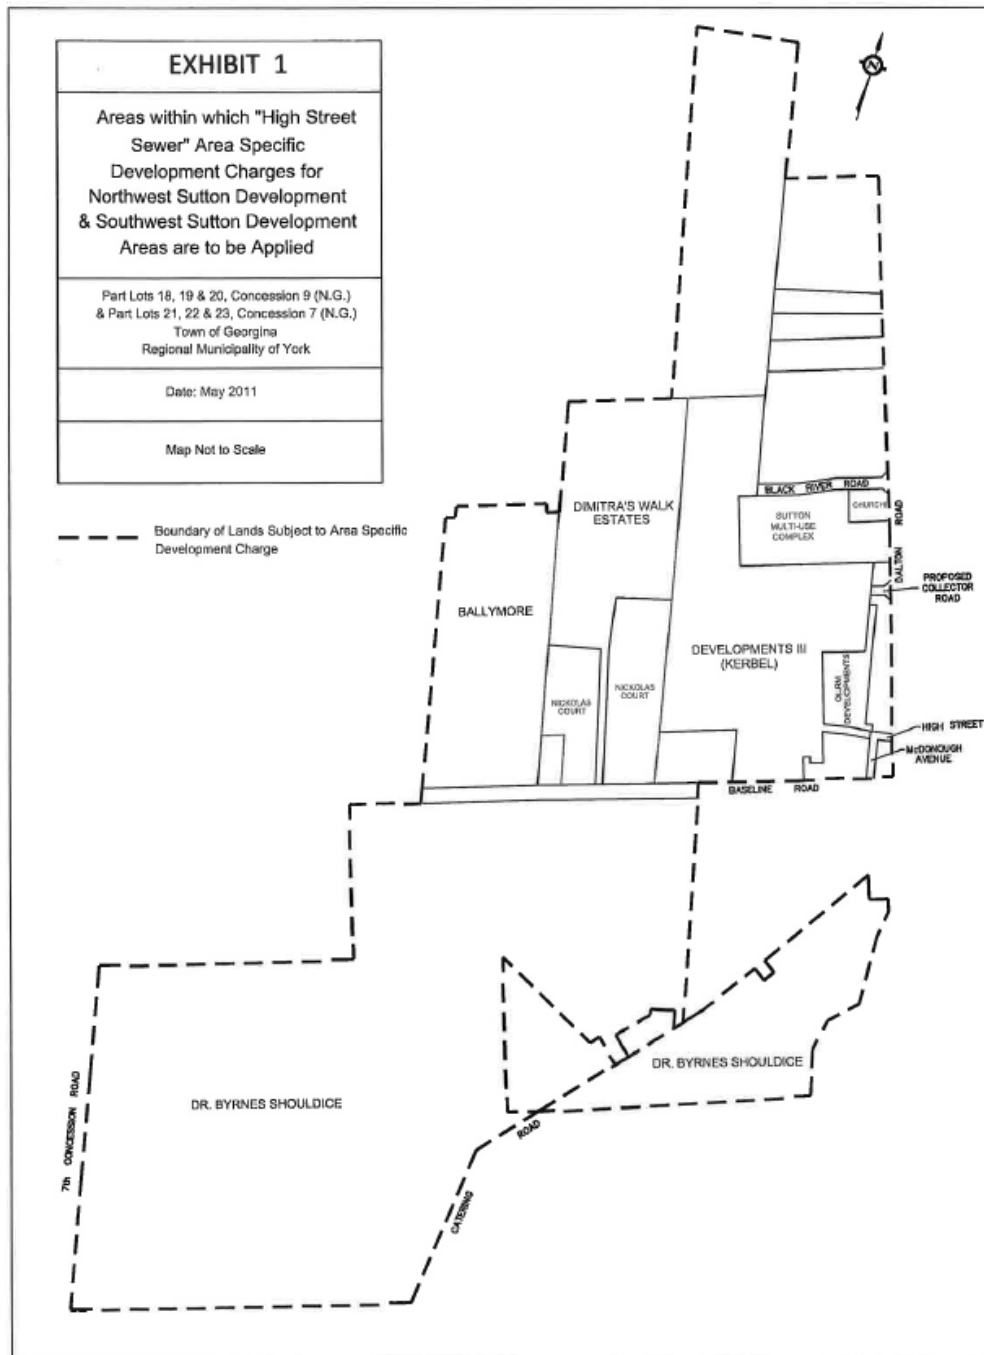 EXHIBIT 1
Areas within which "High Street
Sewer" Area Specific
Development Charges for
Northwest Sutton Development
& Southwest Sutton Development
Areas are to be Applied
Part Lots 18, 19 & 20, Concession 9 (N.G.)
& Part Lots 21, 22 & 23, Concession 7 (N.G.)
Town of Georgina
Regional Municipality of York
Date: May 2011
Map Not to Scale
Boundary of Lands Subject to Area Specific
Development Charge
N
BLACK RIVER ROAD
CHURCH
SUTTON
MULTI-USE
COMPLEX
DALTON ROAD
PROPOSED
COLLECTOR
ROAD
DIMITRA'S WALK
ESTATES
BALLYMORE
DEVELOPMENTS III
(KERBEL)
NICKOLAS
COURT
NICKOLAS
COURT
DEVELOPMENTS
HIGH STREET
McDONOUGH
AVENUE
BASELINE ROAD
DR. BYRNES SHOULDICE
DR. BYRNES SHOULDICE
7th CONCESSION ROAD
CATERING ROAD